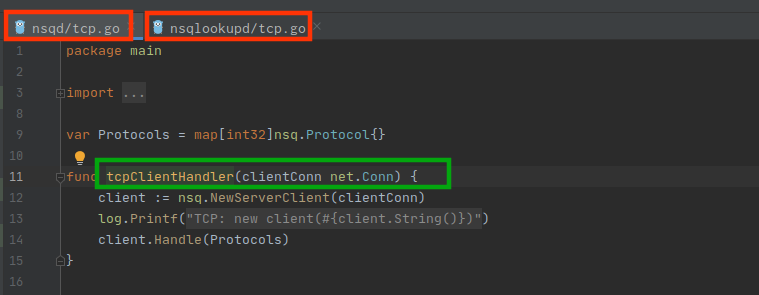 nsqd/tcp.go nsqlookupd/tcp.go
1 package main
2
3 import ...
8
9 var Protocols = map[int32]nsq.Protocol{}
10
11 func tcpClientHandler(clientConn net.Conn) {
12 client := nsq.NewServerClient(clientConn)
13 log.Printf("TCP: new client(#{client.String()})")
14 client.Handle(Protocols)
15 }
16